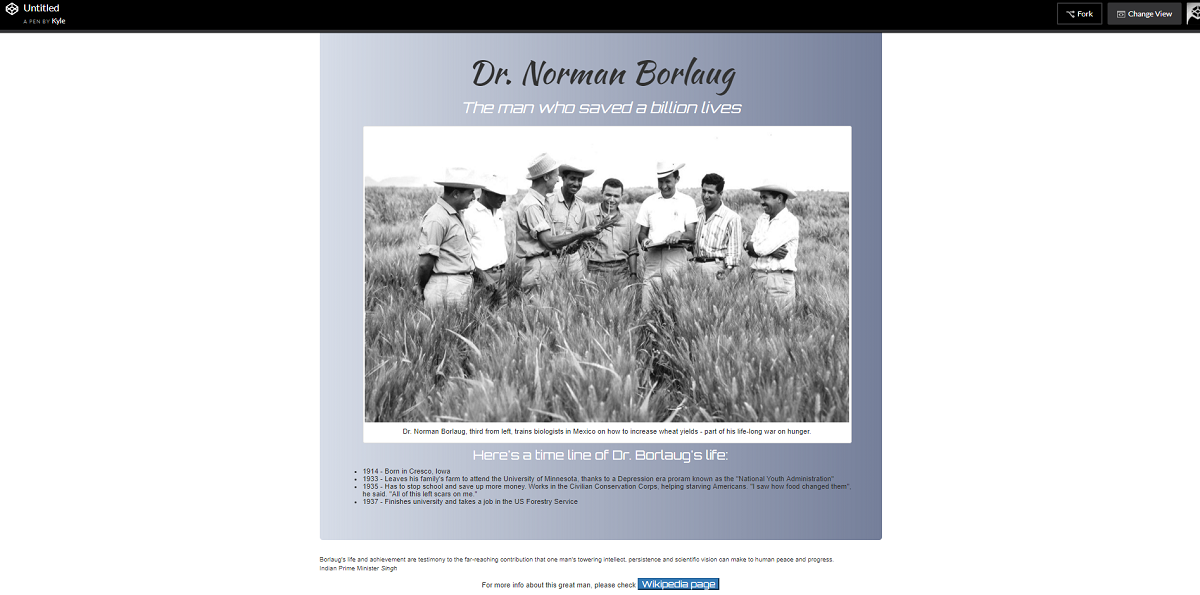 Untitled
A PEN BY Kyle
Fork
Change View
Dr. Norman Borlaug
The man who saved a billion lives
Dr. Norman Borlaug, third from left, trains biologists in Mexico on how to increase wheat yields - part of his life-long war on hunger.
Here's a time line of Dr. Borlaug's life:
• 1914 - Born in Cresco, Iowa
• 1933 - Leaves his family's farm to attend the University of Minnesota, thanks to a Depression era proram known as the "National Youth Administration"
• 1935 - Has to stop school and save up more money. Works in the Civilian Conservation Corps, helping starving Americans. "I saw how food changed them",
he said. "All of this left scars on me."
• 1937 - Finishes university and takes a job in the US Forestry Service
Borlaug's life and achievement are testimony to the far-reaching contribution that one man's towering intellect, persistence and scientific vision can make to human peace and progress.
Indian Prime Minister Singh
For more info about this great man, please check Wikipedia page